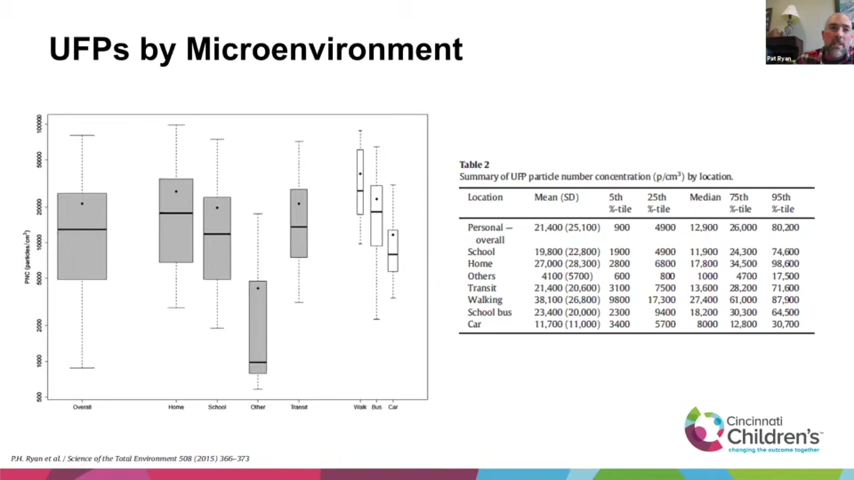 UFPs by Microenvironment
Pat Ryan
PNC (particles/cm³)
100000
50000
20000
10000
5000
2000
1000
500
Overall Home School Other Transit Walk Bus Car
Table 2
Summary of UFP particle number concentration (p/cm³) by location.
Location Mean (SD) 5th %-tile 25th %-tile Median 75th %-tile 95th %-tile
Personal — overall 21,400 (25,100) 900 4900 12,900 26,000 80,200
School 19,800 (22,800) 1900 4900 11,900 24,300 74,600
Home 27,000 (28,300) 2800 6800 17,800 34,500 98,600
Others 4100 (5700) 600 800 1000 4700 17,500
Transit 21,400 (20,600) 3100 7500 13,600 28,200 71,600
Walking 38,100 (26,800) 9800 17,300 27,400 61,000 87,900
School bus 23,400 (20,000) 2300 9400 18,200 30,300 64,500
Car 11,700 (11,000) 3400 5700 8000 12,800 30,700
Cincinnati
Children's™
changing the outcome together
P.H. Ryan et al. / Science of the Total Environment 508 (2015) 366–373